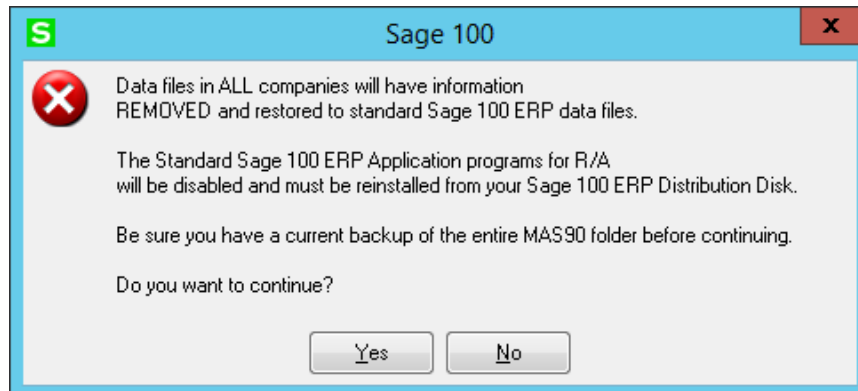 S
Sage 100
x
Data files in ALL companies will have information
REMOVED and restored to standard Sage 100 ERP data files.
The Standard Sage 100 ERP Application programs for R/A
will be disabled and must be reinstalled from your Sage 100 ERP Distribution Disk.
Be sure you have a current backup of the entire MAS90 folder before continuing.
Do you want to continue?
Yes
No